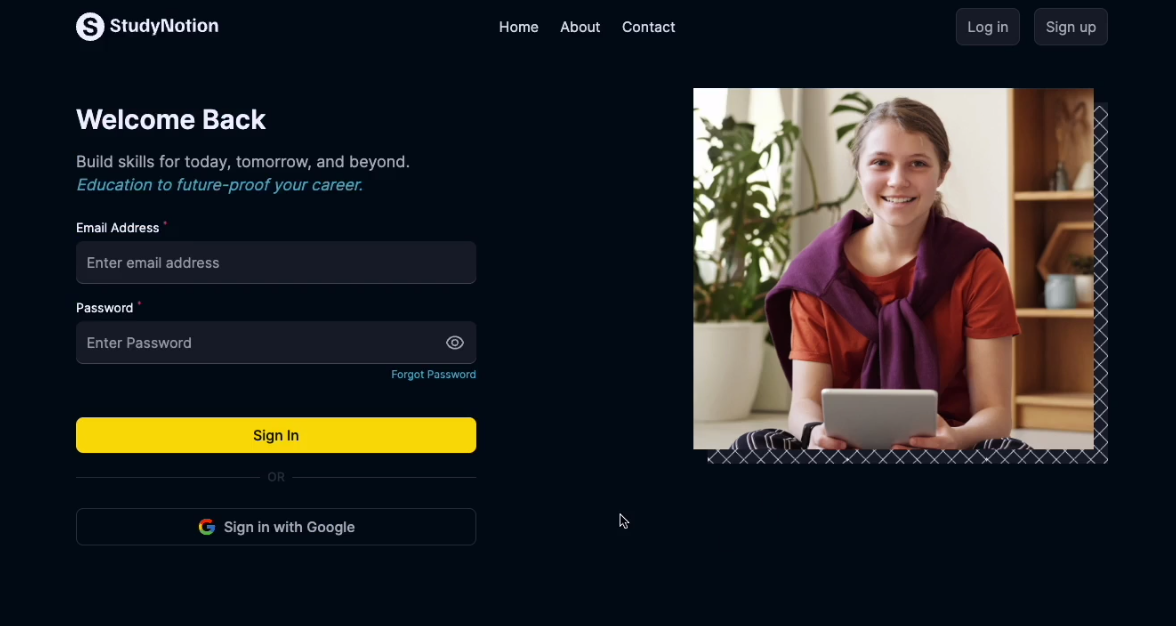 StudyNotion
Home About Contact
Log in Sign up
Welcome Back
Build skills for today, tomorrow, and beyond.
Education to future-proof your career.
Email Address *
Enter email address
Password *
Enter Password
Forgot Password
Sign In
OR
Sign in with Google